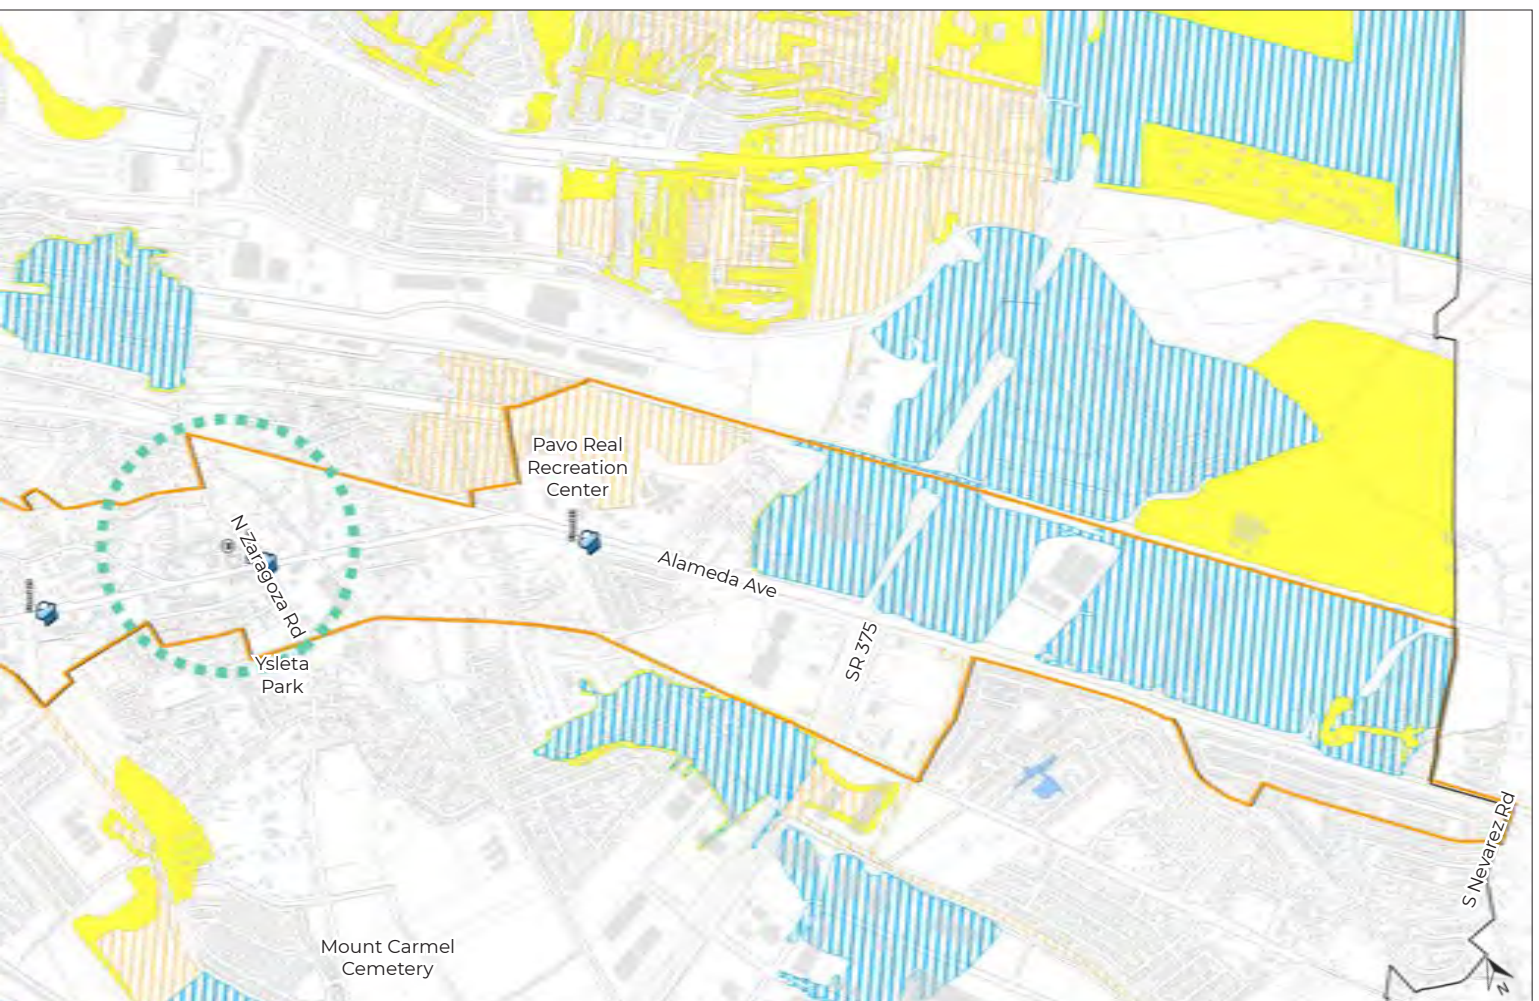 Pavo Real
Recreation
Center
N Zaragoza Rd
Alameda Ave
SR 375
Ysleta
Park
S Nevarez Rd
Mount Carmel
Cemetery
N